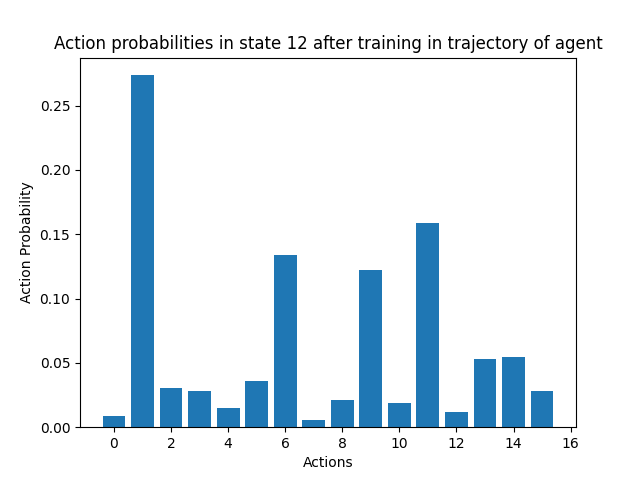 Action probabilities in state 12 after training in trajectory of agent
0.25
0.20
0.15
0.10
0.05
0.00
Action Probability
0 2 4 6 8 10 12 14 16
Actions